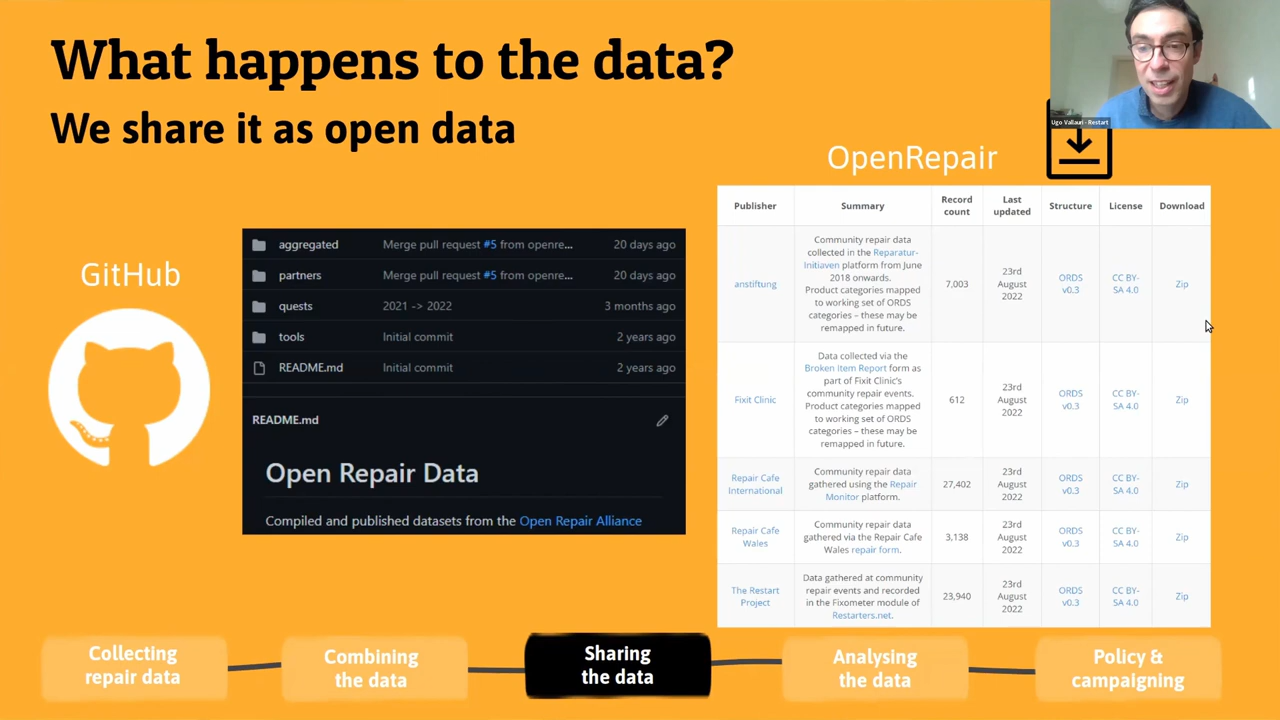 What happens to the data?
We share it as open data
Ugo Vallauri - Restart
GitHub
aggregated Merge pull request #5 from openre... 20 days ago
partners Merge pull request #5 from openre... 20 days ago
quests 2021 -> 2022 3 months ago
tools Initial commit 2 years ago
README.md Initial commit 2 years ago
README.md
Open Repair Data
Compiled and published datasets from the Open Repair Alliance
OpenRepair
Publisher Summary Record count Last updated Structure License Download
anstiftung
Community repair data
collected in the Reparatur-
Initiaven platform from June
2018 onwards.
Product categories mapped
to working set of ORDS
categories – these may be
remapped in future.
7,003
23rd
August
2022
ORDS
v0.3
CC BY-
SA 4.0
Zip
Fixit Clinic
Data collected via the
Broken Item Report form as
part of Fixit Clinic's
community repair events.
Product categories mapped
to working set of ORDS
categories – these may be
remapped in future.
612
23rd
August
2022
ORDS
v0.3
CC BY-
SA 4.0
Zip
Repair Cafe
International
Community repair data
gathered using the Repair
Monitor platform.
27,402
23rd
August
2022
ORDS
v0.3
CC BY-
SA 4.0
Zip
Repair Cafe
Wales
Community repair data
gathered via the Repair Cafe
Wales repair form.
3,138
23rd
August
2022
ORDS
v0.3
CC BY-
SA 4.0
Zip
The Restart
Project
Data gathered at community
repair events and recorded
in the Fixometer module of
Restarters.net.
23,940
23rd
August
2022
ORDS
v0.3
CC BY-
SA 4.0
Zip
Collecting
repair data
Combining
the data
Sharing
the data
Analysing
the data
Policy &
campaigning